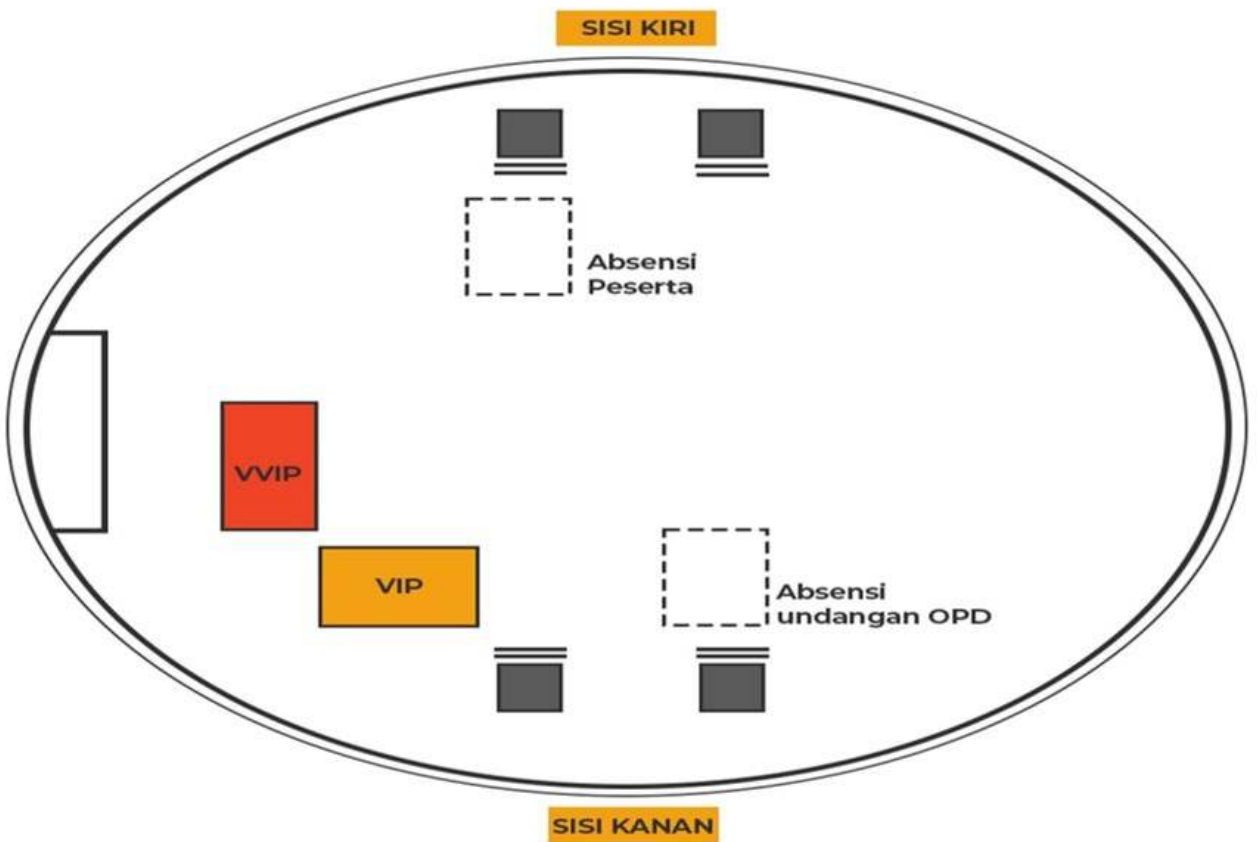 SISI KIRI
Absensi
Peserta
VVIP
VIP
Absensi
undangan OPD
SISI KANAN